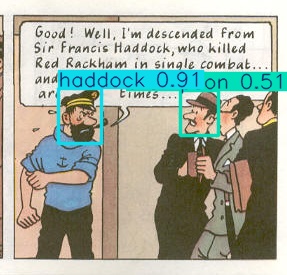 Good! Well, I'm descended from
Sir Francis Haddock, who killed
Red Rackham in single combat...
and
ar times...
haddock 0.91
on 0.51